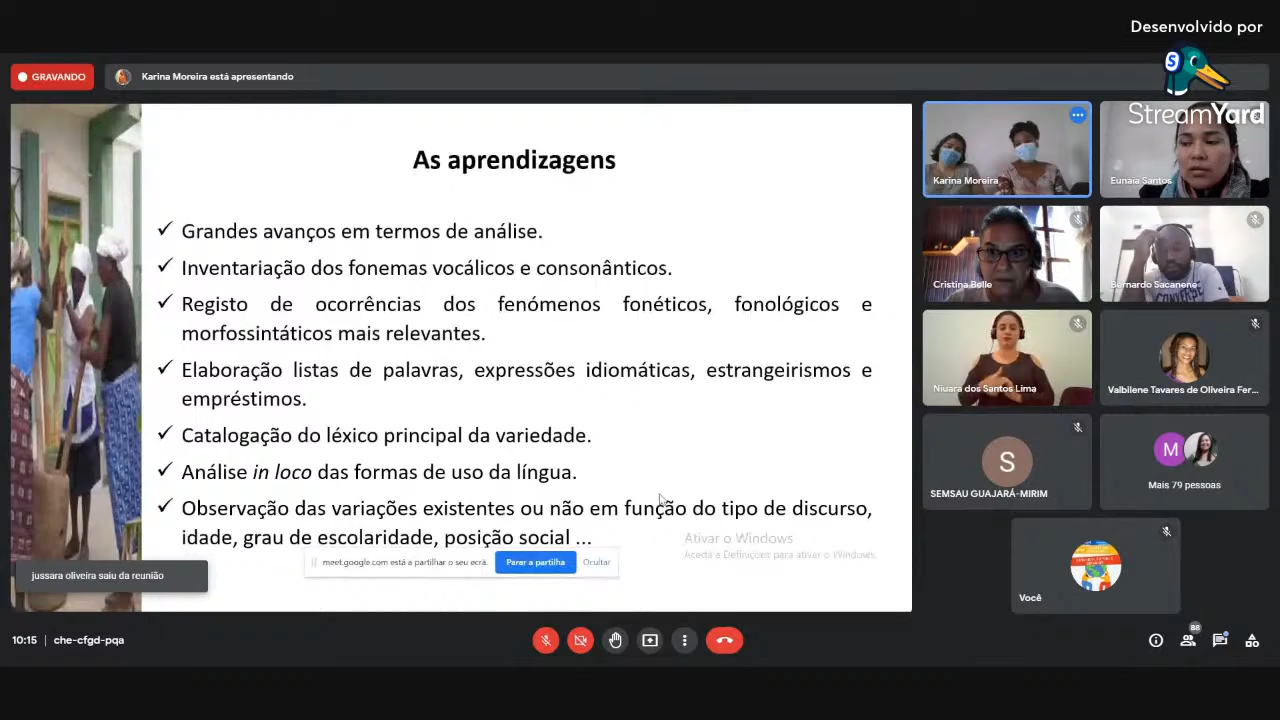 Desenvolvido por
StreamYard
GRAVANDO
Karina Moreira está apresentando
As aprendizagens
Grandes avanços em termos de análise.
Inventariação dos fonemas vocálicos e consonânticos.
Registo de ocorrências dos fenómenos fonéticos, fonológicos e
morfossintáticos mais relevantes.
Elaboração listas de palavras, expressões idiomáticas, estrangeirismos e
empréstimos.
Catalogação do léxico principal da variedade.
Análise in loco das formas de uso da língua.
Observação das variações existentes ou não em função do tipo de discurso,
idade, grau de escolaridade, posição social ...
Ativar o Windows
Aceda a Definições para ativar o Windows.
meet.google.com está a partilhar o seu ecrã.
Parar a partilha
Ocultar
jussara oliveira saiu da reunião
Karina Moreira
Eunaia Santos
Cristina Belle
Bernardo Sacanene
CONVERSE
Niuara dos Santos Lima
Valbilene Tavares de Oliveira Fer...
S
SEMSAU GUAJARÁ-MIRIM
M
Mais 79 pessoas
Você
10:15 | che-cfgd-pqa
88